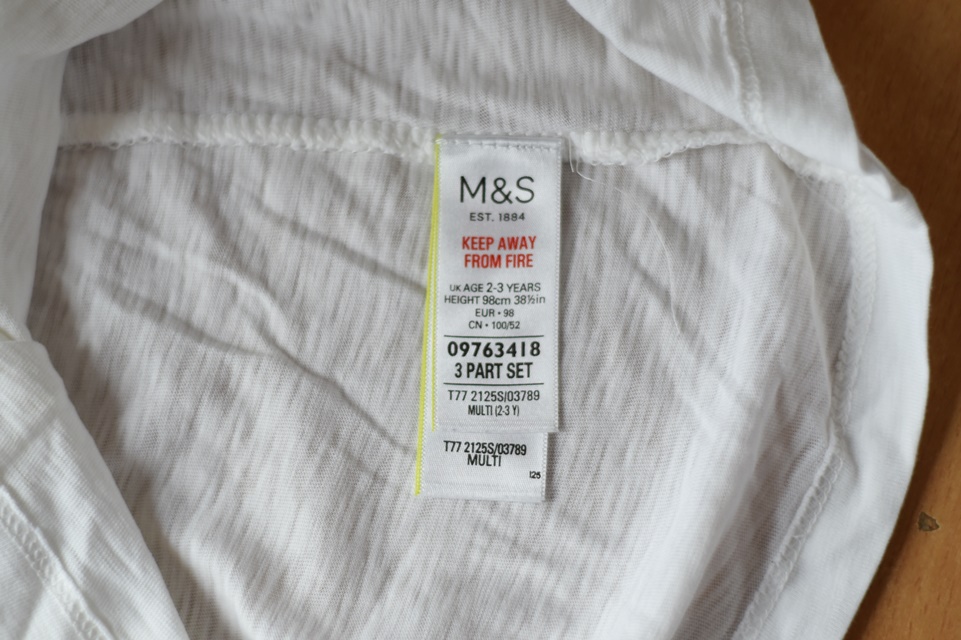 M&S
EST. 1884
KEEP AWAY
FROM FIRE
UK AGE 2-3 YEARS
HEIGHT 98cm 38½in
EUR • 98
CN • 100/52
09763418
3 PART SET
T77 2125S/03789
MULTI (2-3 Y)
T77 2125S/03789
MULTI
125